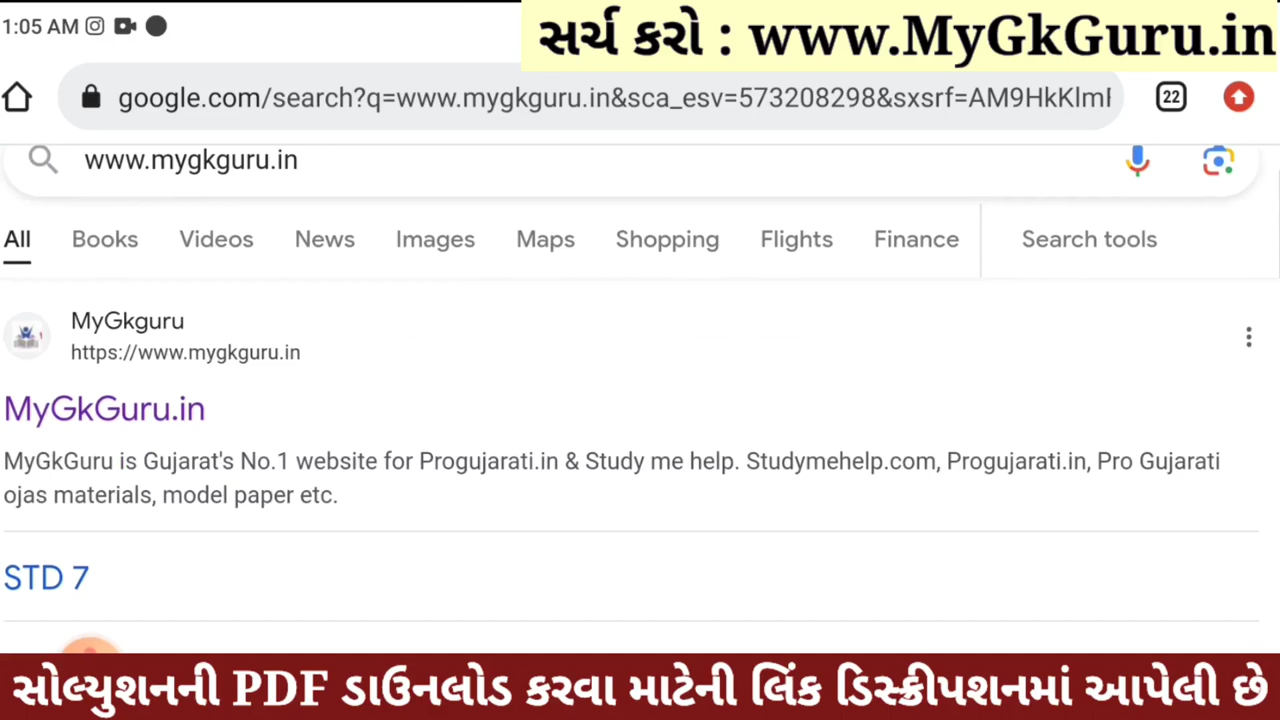 1:05 AM
સર્ચ કરો : www.MyGkGuru.in
google.com/search?q=www.mygkguru.in&sca_esv=573208298&sxsrf=AM9HkKlm
22
www.mygkguru.in
All Books Videos News Images Maps Shopping Flights Finance Search tools
MyGkguru
https://www.mygkguru.in
MyGkGuru.in
MyGkGuru is Gujarat's No.1 website for Progujarati.in & Study me help. Studymehelp.com, Progujarati.in, Pro Gujarati
ojas materials, model paper etc.
STD 7
સોલ્યુશનની PDF ડાઉનલોડ કરવા માટેની લિંક ડિસ્ક્રીપશનમાં આપેલી છે